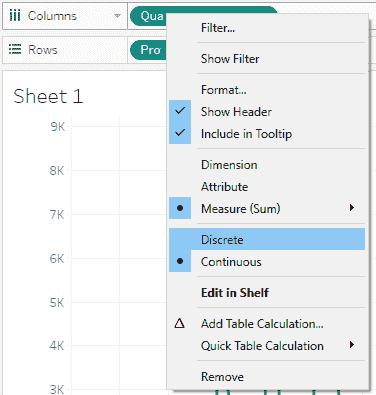 Columns
Qua
Rows
Pro
Sheet 1
9K
8K
7K
6K
5K
4K
3K
Filter...
Show Filter
Format...
Show Header
Include in Tooltip
Dimension
Attribute
Measure (Sum)
Discrete
Continuous
Edit in Shelf
Add Table Calculation...
Quick Table Calculation
Remove